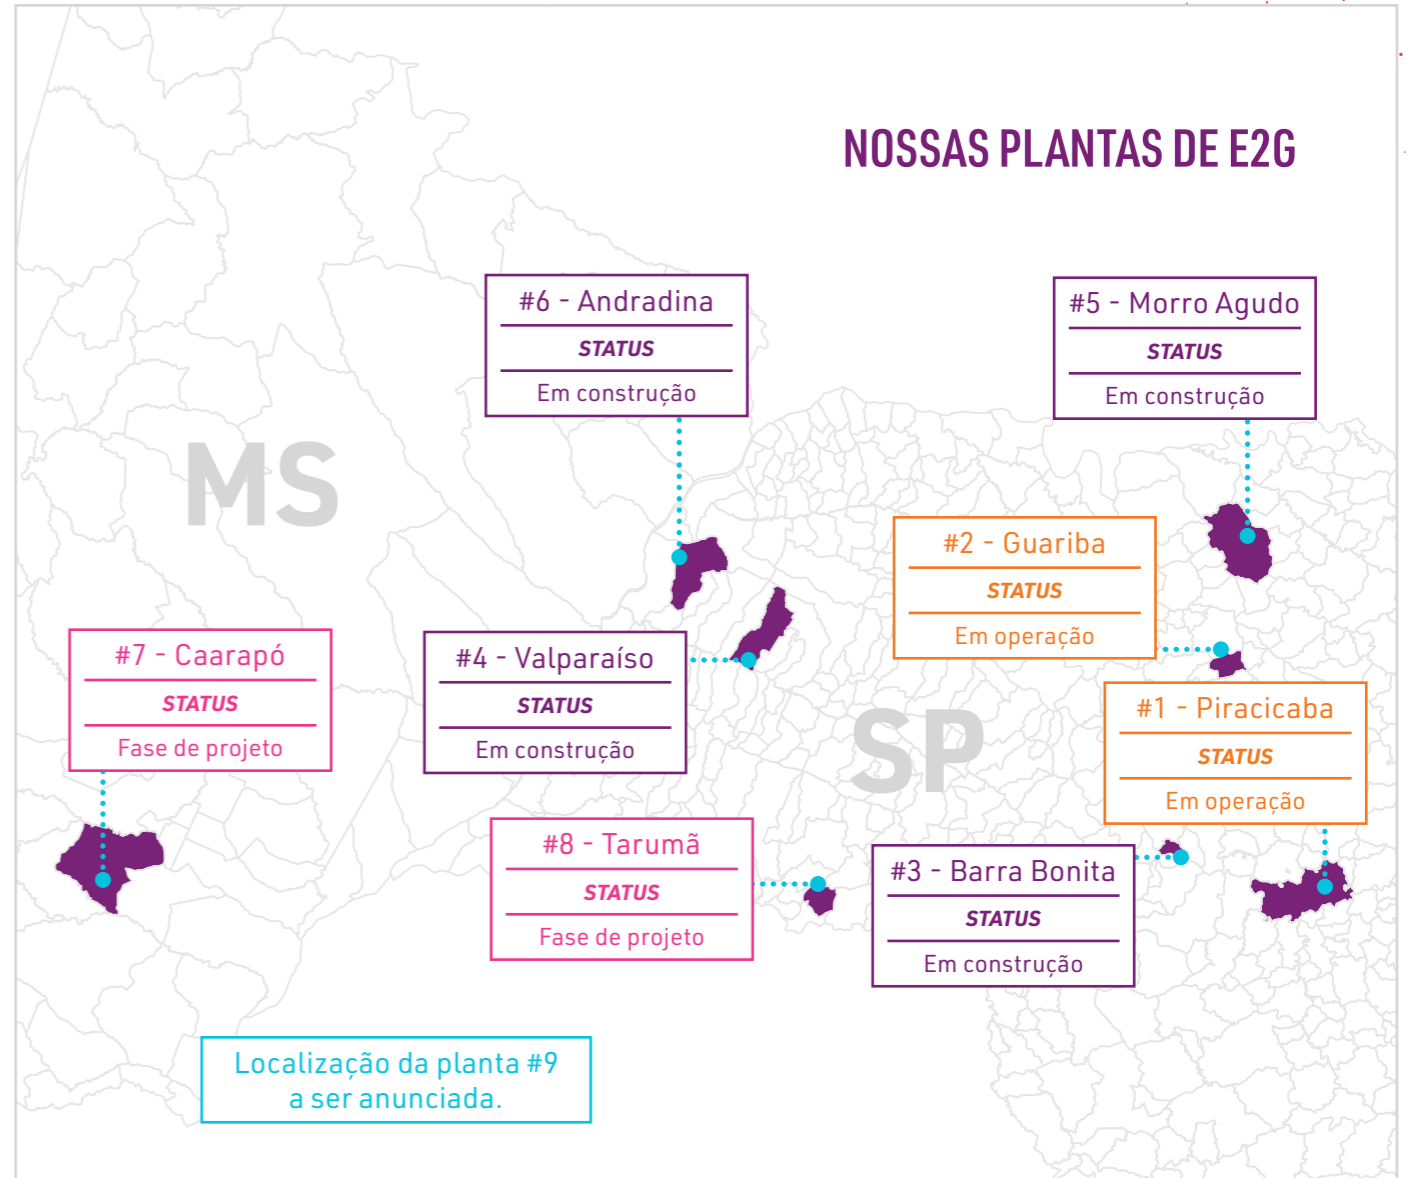 NOSSAS PLANTAS DE E2G
#6 - Andradina
STATUS
Em construção
#5 - Morro Agudo
STATUS
Em construção
MS
#2 - Guariba
STATUS
Em operação
#7 - Caarapó
STATUS
Fase de projeto
#4 - Valparaíso
STATUS
Em construção
SP
#1 - Piracicaba
STATUS
Em operação
#8 - Tarumã
STATUS
Fase de projeto
#3 - Barra Bonita
STATUS
Em construção
Localização da planta #9
a ser anunciada.